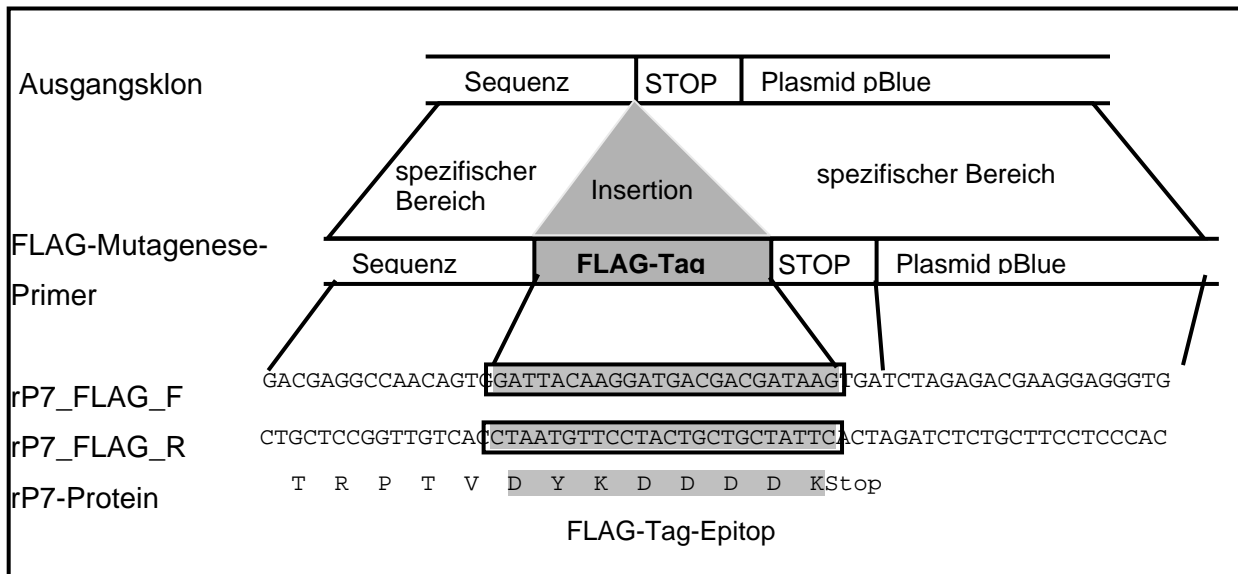 Ausgangsklon
Sequenz STOP Plasmid pBlue
spezifischer Bereich
Insertion
spezifischer Bereich
FLAG-Mutagenese-Primer
Sequenz FLAG-Tag STOP Plasmid pBlue
rP7_FLAG_F GACGAGGCCAACAGTGGATTACAAGGATGACGACGATAAGTGATCTAGAGACGAAGGAGGGTG
rP7_FLAG_R CTGCTCCGGTTGTCACCTAATGTTCCTACTGCTGCTATTCACTAGATCTCTGCTTCCTCCCAC
rP7-Protein T R P T V D Y K D D D D KStop
FLAG-Tag-Epitop